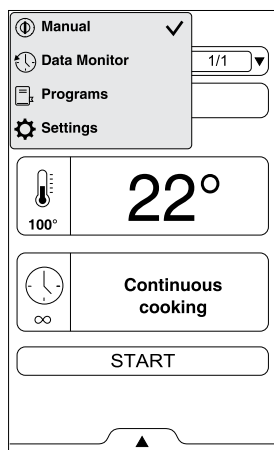 Manual
Data Monitor
1/1
Programs
Settings
22°
100°
Continuous
cooking
∞
START